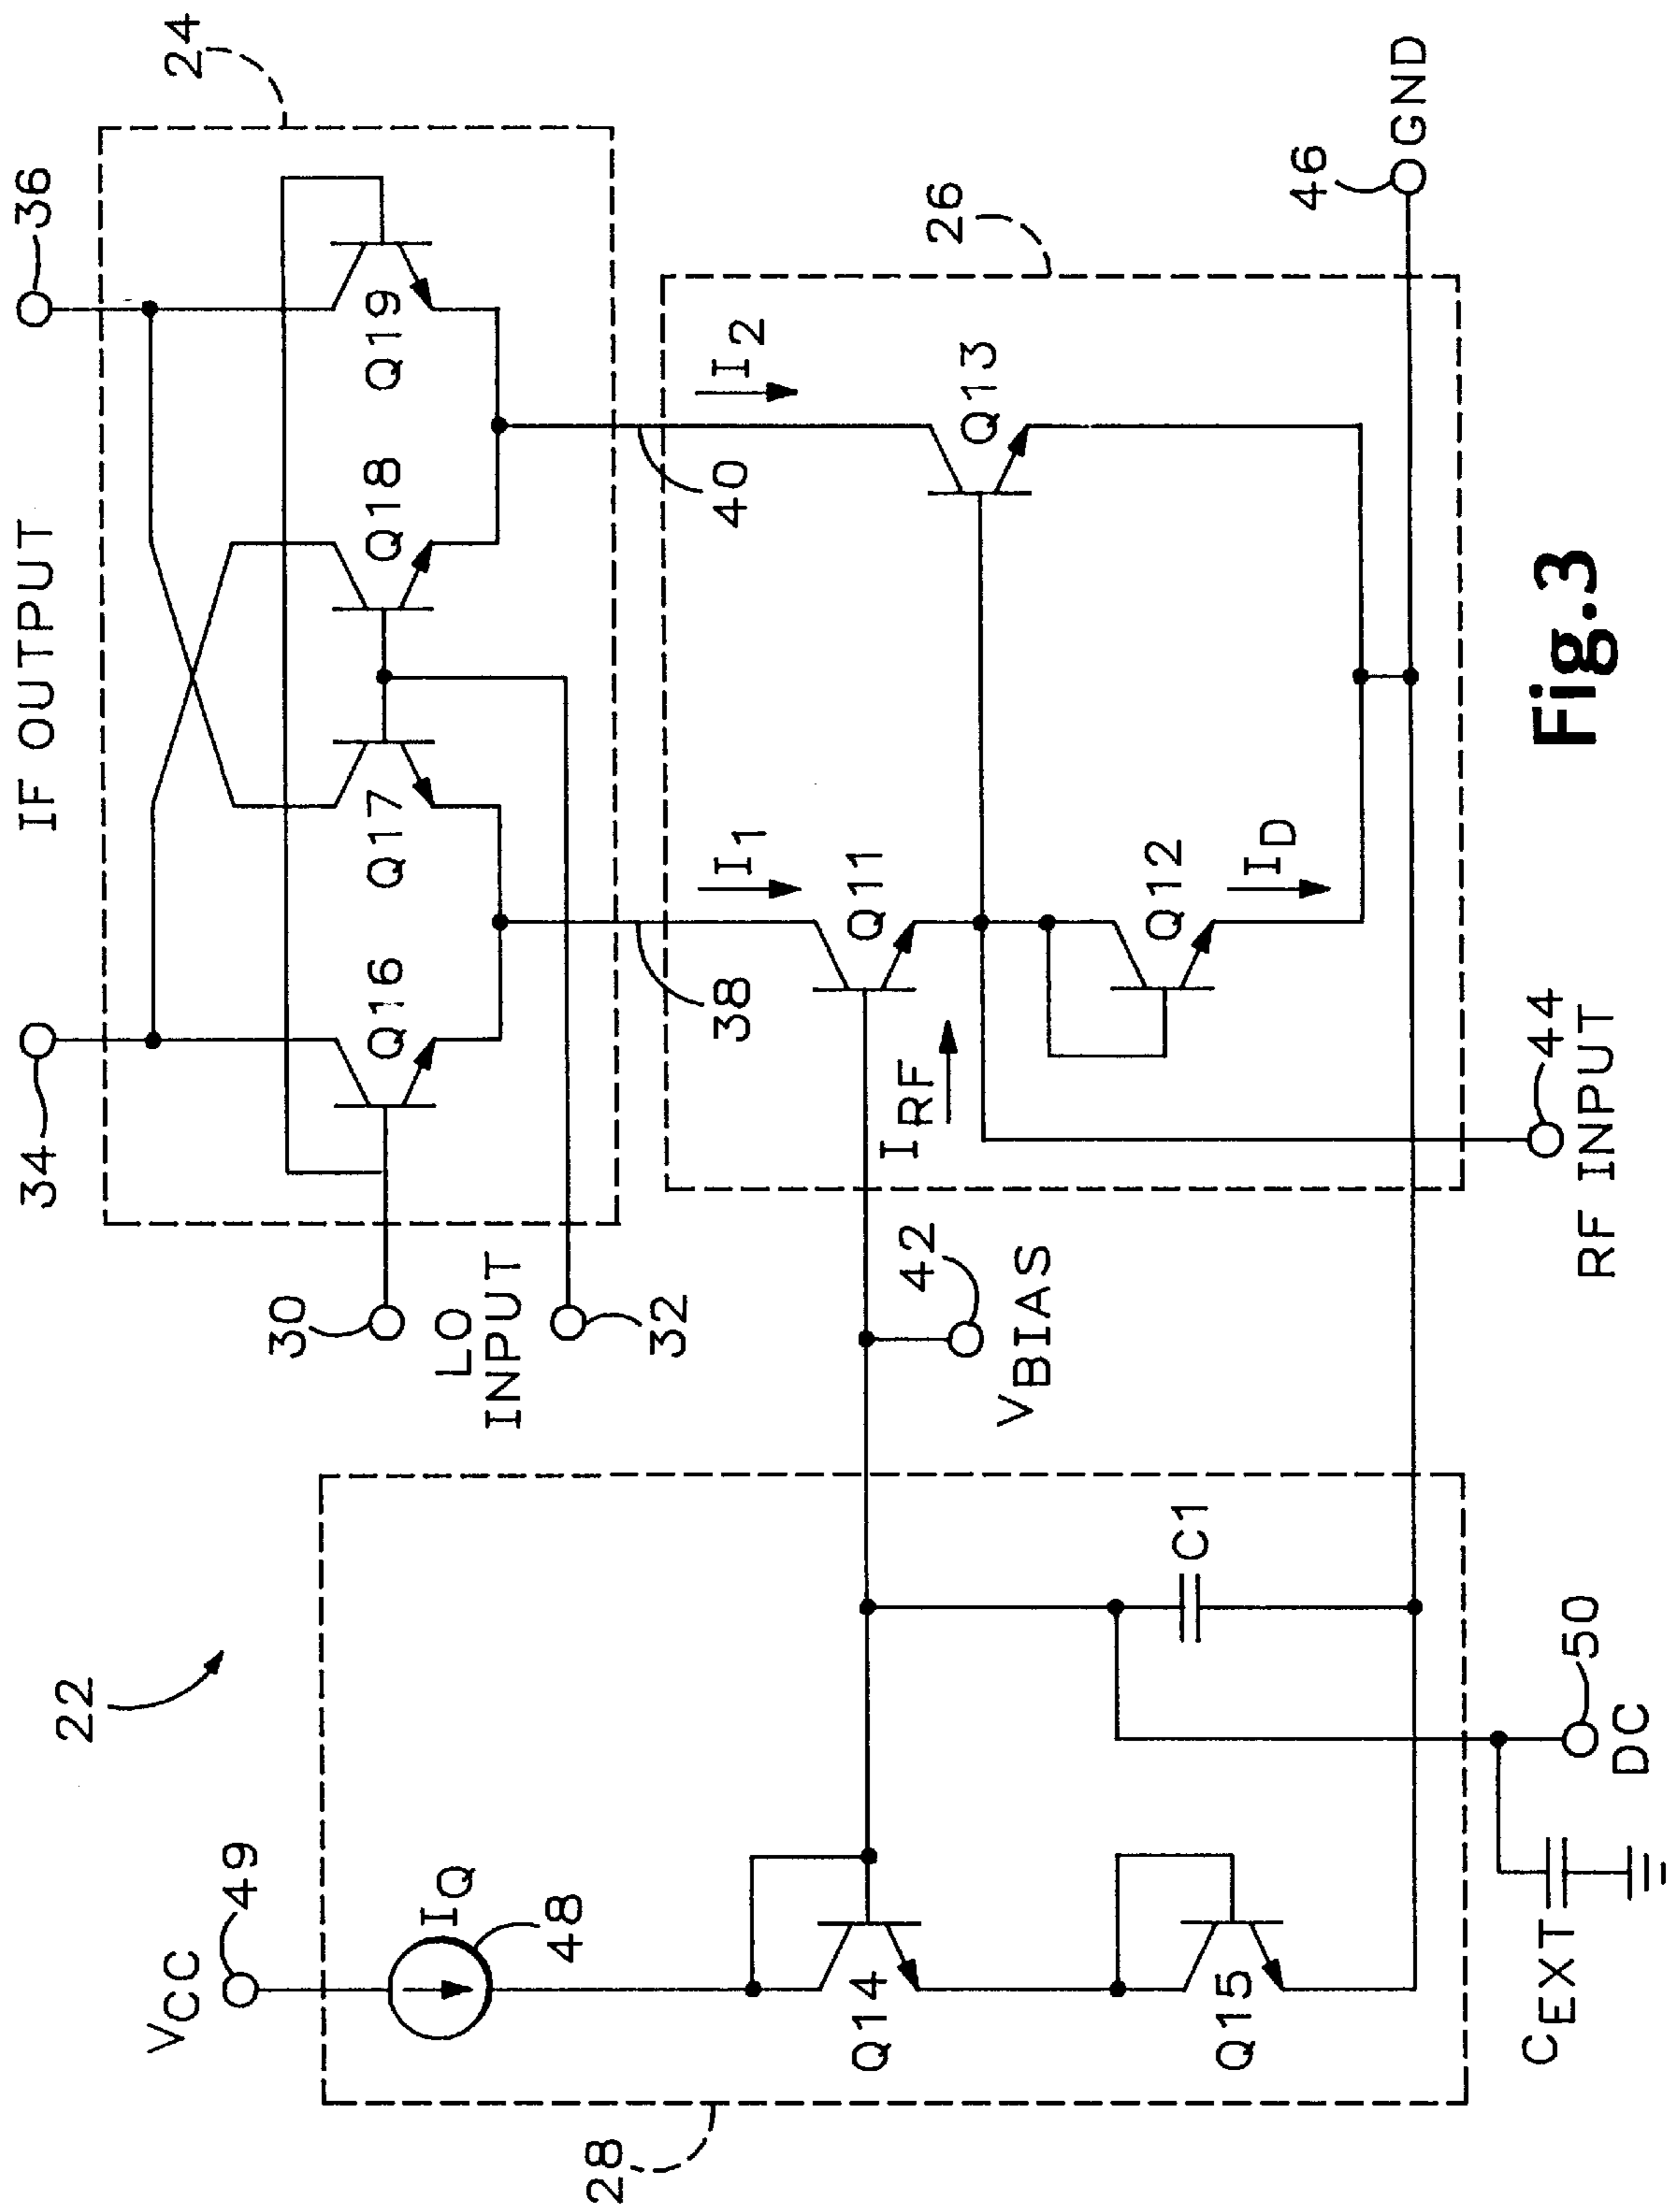 22
VCC
49
IQ
48
Q14
Q15
28
C1
CEXT
DC
50
34
IF OUTPUT
36
24
Q16
Q17
Q18
Q19
30
LO
INPUT
32
38
40
I1
I2
26
Q11
Q13
IRF
Q12
ID
42
VBIAS
44
RF INPUT
46
GND
Fig.3